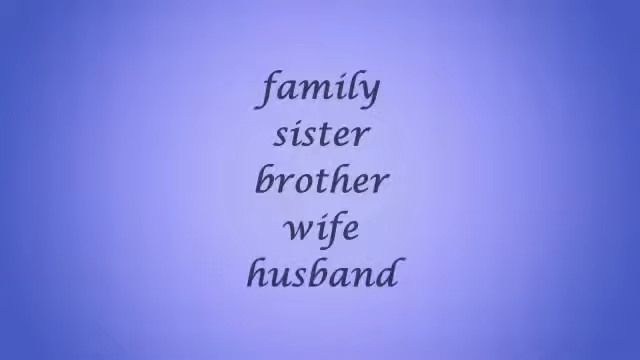 family
sister
brother
wife
husband